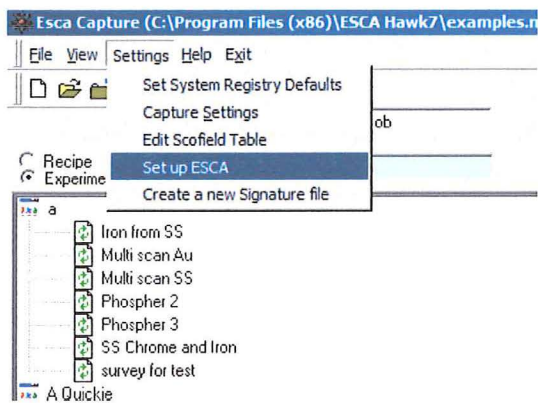 Esca Capture (C:\Program Files (x86)\ESCA Hawk7\examples.n
File View Settings Help Exit
Set System Registry Defaults
Capture Settings
ob
Edit Scofield Table
Recipe
Set up ESCA
Experime
Create a new Signature file
a
Iron from SS
Multi scan Au
Multi scan SS
Phospher 2
Phospher 3
SS Chrome and Iron
survey for test
A Quickie